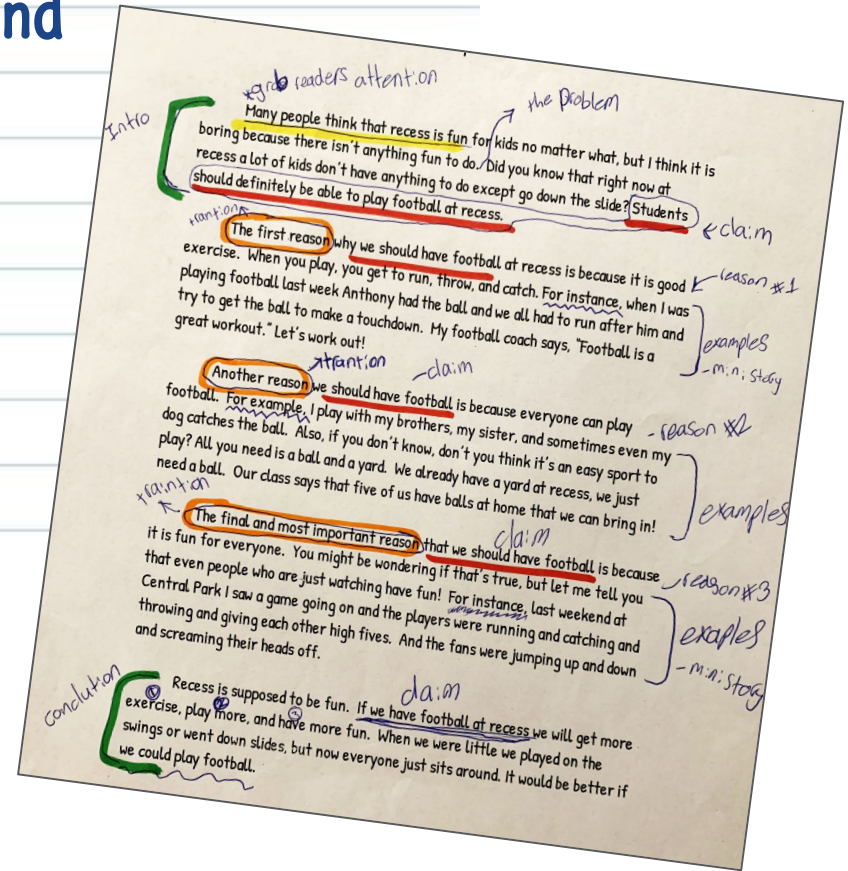 nd
*grab readers attention
the problem
Intro
Many people think that recess is fun for kids no matter what, but I think it is
boring because there isn't anything fun to do. Did you know that right now at
recess a lot of kids don't have anything to do except go down the slide? Students
should definitely be able to play football at recess.
claim
trantion
The first reason why we should have football at recess is because it is good
reason #1
exercise. When you play, you get to run, throw, and catch. For instance, when I was
playing football last week Anthony had the ball and we all had to run after him and
try to get the ball to make a touchdown. My football coach says, "Football is a
great workout." Let's work out!
examples
- mini story
trantion
- claim
Another reason we should have football is because everyone can play
- reason #2
football. For example, I play with my brothers, my sister, and sometimes even my
dog catches the ball. Also, if you don't know, don't you think it's an easy sport to
play? All you need is a ball and a yard. We already have a yard at recess, we just
need a ball. Our class says that five of us have balls at home that we can bring in!
examples
traintion
claim
The final and most important reason that we should have football is because
reason #3
it is fun for everyone. You might be wondering if that's true, but let me tell you
that even people who are just watching have fun! For instance, last weekend at
Central Park I saw a game going on and the players were running and catching and
throwing and giving each other high fives. And the fans were jumping up and down
and screaming their heads off.
exaples
- mini story
conclution
claim
Recess is supposed to be fun. If we have football at recess we will get more
1 2 3
exercise, play more, and have more fun. When we were little we played on the
swings or went down slides, but now everyone just sits around. It would be better if
we could play football.